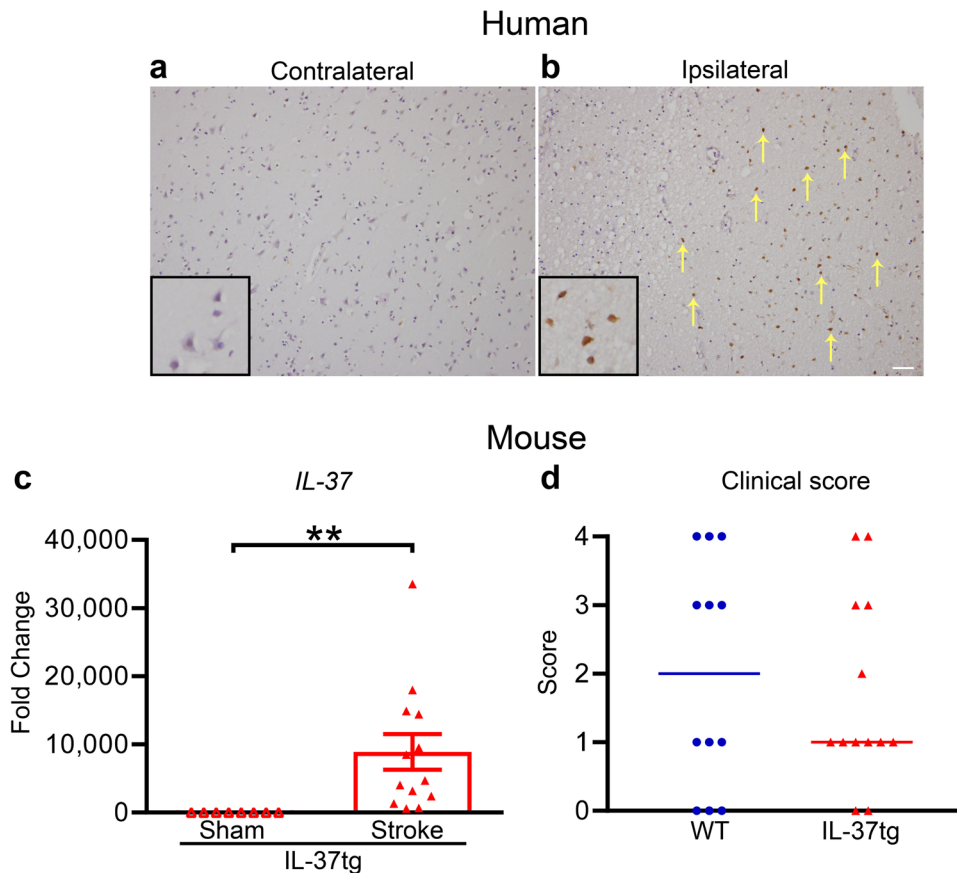 Human
a Contralateral
b Ipsilateral
Mouse
c IL-37
40,000
30,000
20,000
10,000
0
Fold Change
**
Sham Stroke
IL-37tg
d Clinical score
4
3
2
1
0
Score
WT IL-37tg